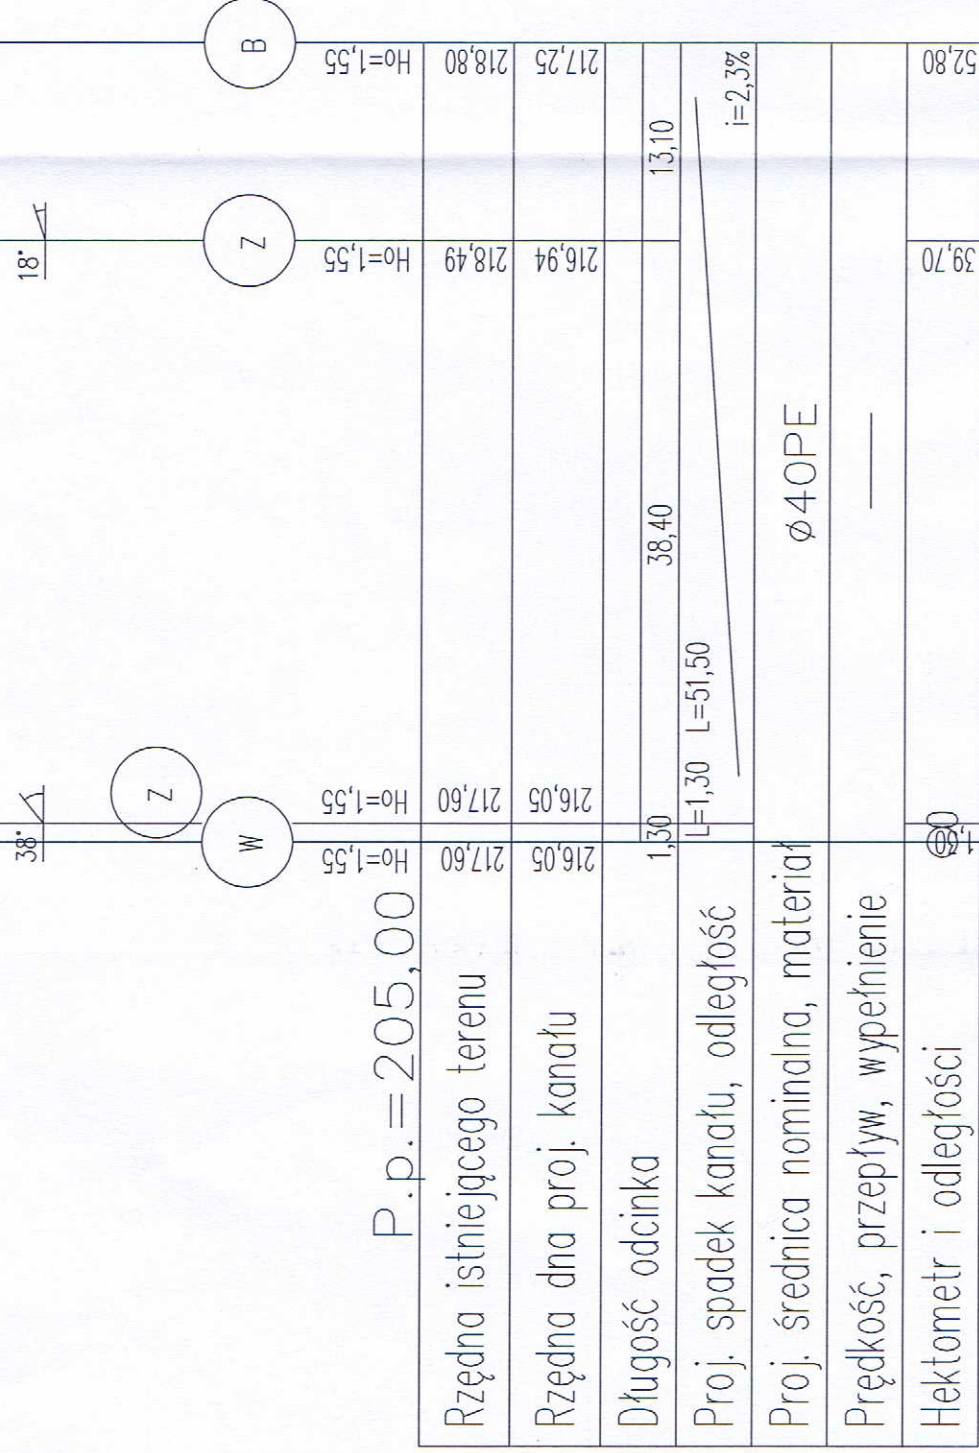 38°
18°
Z
W
Z
B
P.p.=205,00
Ho=1,55
Ho=1,55
Ho=1,55
Ho=1,55
Rzędna istniejącego terenu
217,60
217,60
218,49
218,80
Rzędna dna proj. kanału
216,05
216,05
216,94
217,25
Długość odcinka
1,30
38,40
13,10
Proj. spadek kanału, odległość
L=1,30
L=51,50
i=2,3%
Proj. średnica nominalna, materiał
ø40PE
Prędkość, przepływ, wypełnienie
Hektometr i odległości
1,30
39,70
52,80